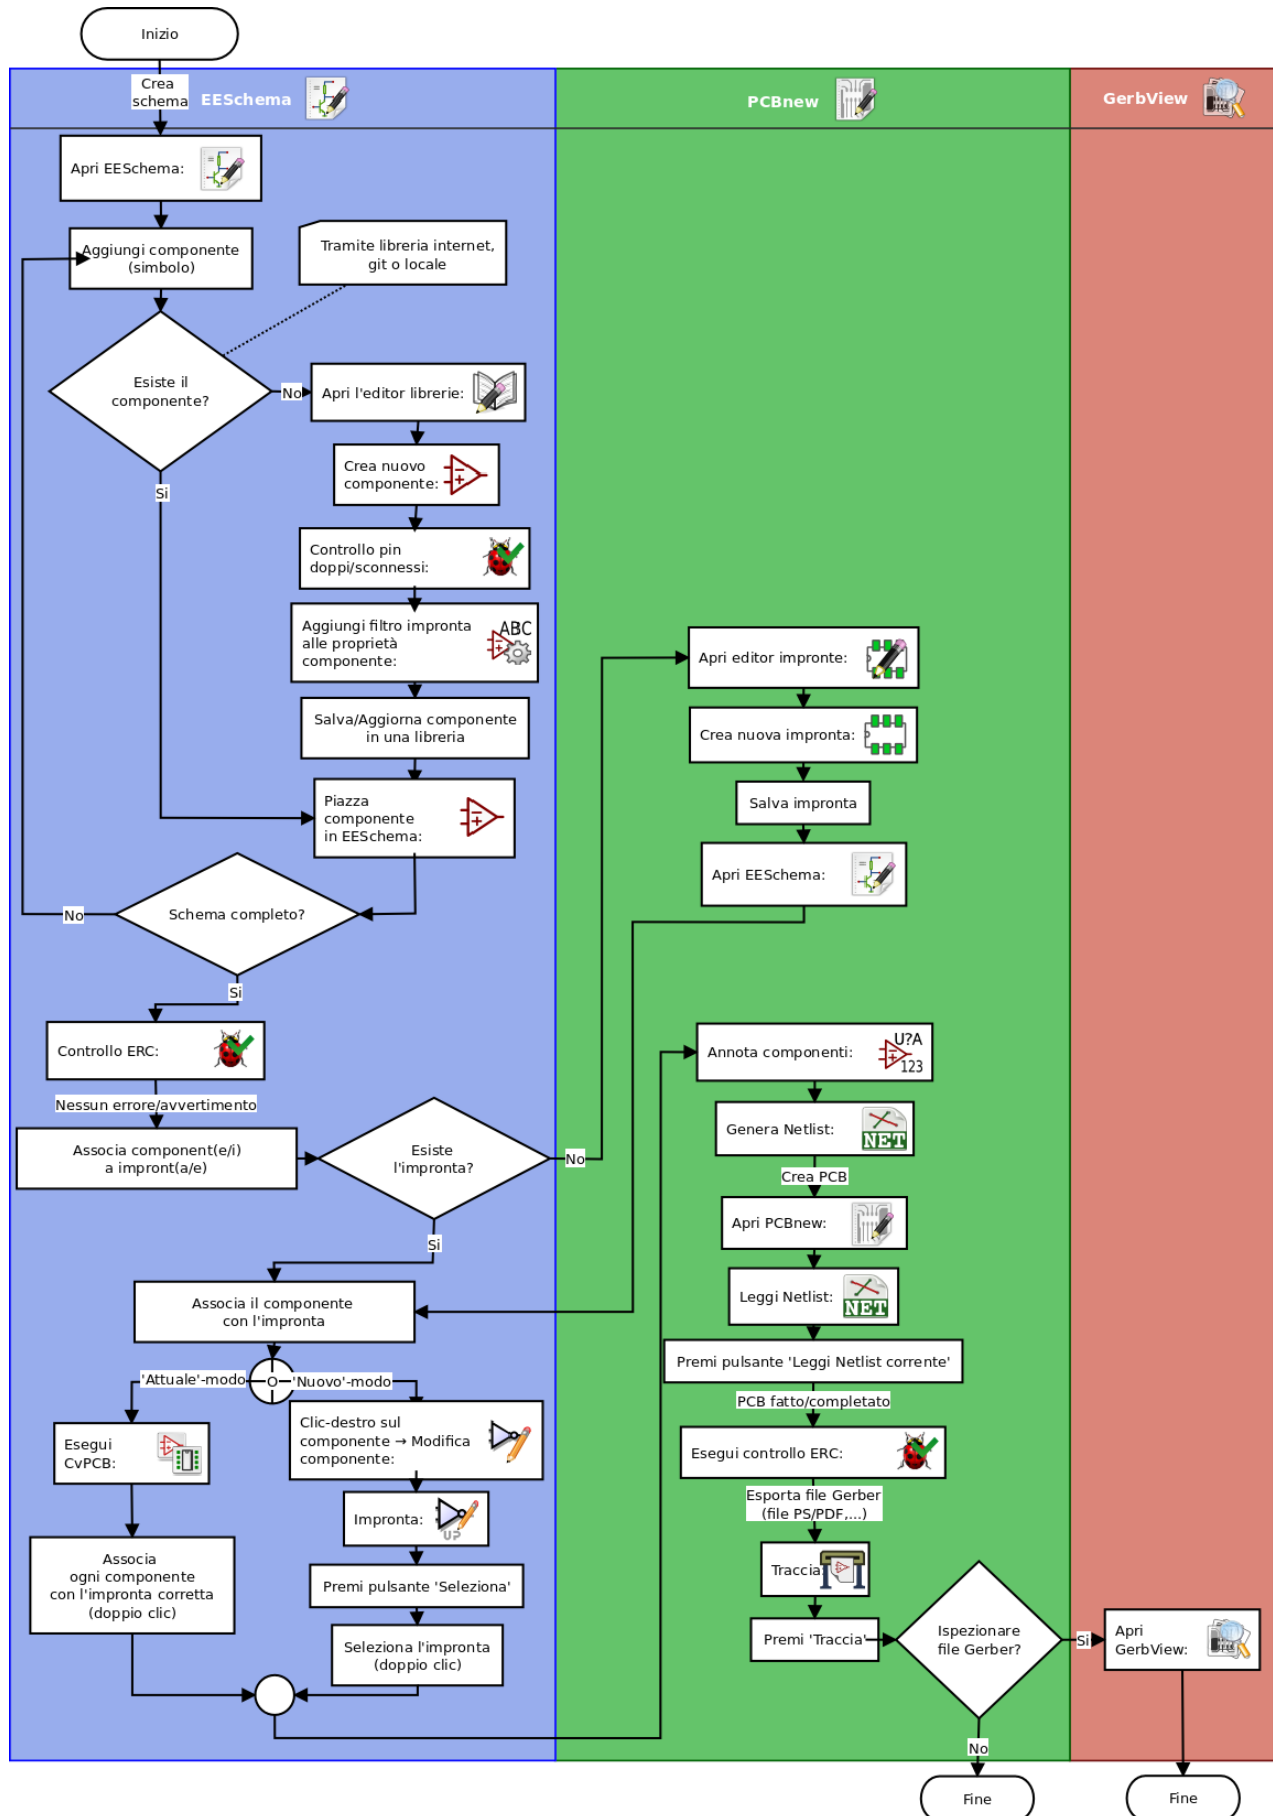 Inizio
Crea
schema
EESchema
PCBnew
GerbView
Apri EESchema:
Aggiungi componente
(simbolo)
Tramite libreria internet,
git o locale
Esiste il
componente?
No
Apri l'editor librerie:
Si
Crea nuovo
componente:
Controllo pin
doppi/sconnessi:
Aggiungi filtro impronta
alle proprietà
componente:
ABC
Salva/Aggiorna componente
in una libreria
Piazza
componente
in EESchema:
Schema completo?
No
Si
Controllo ERC:
Nessun errore/avvertimento
Associa component(e/i)
a impront(a/e)
Esiste
l'impronta?
No
Si
Apri editor impronte:
Crea nuova impronta:
Salva impronta
Apri EESchema:
Associa il componente
con l'impronta
'Attuale'-modo
O
'Nuovo'-modo
Esegui
CvPCB:
Associa
ogni componente
con l'impronta corretta
(doppio clic)
Clic-destro sul
componente → Modifica
componente:
Impronta:
UP
Premi pulsante 'Seleziona'
Seleziona l'impronta
(doppio clic)
Annota componenti:
U?A
123
Genera Netlist:
NET
Crea PCB
Apri PCBnew:
Leggi Netlist:
NET
Premi pulsante 'Leggi Netlist corrente'
PCB fatto/completato
Esegui controllo ERC:
Esporta file Gerber
(file PS/PDF,...)
Traccia:
Premi 'Traccia'
Ispezionare
file Gerber?
Si
Apri
GerbView:
No
Fine
Fine